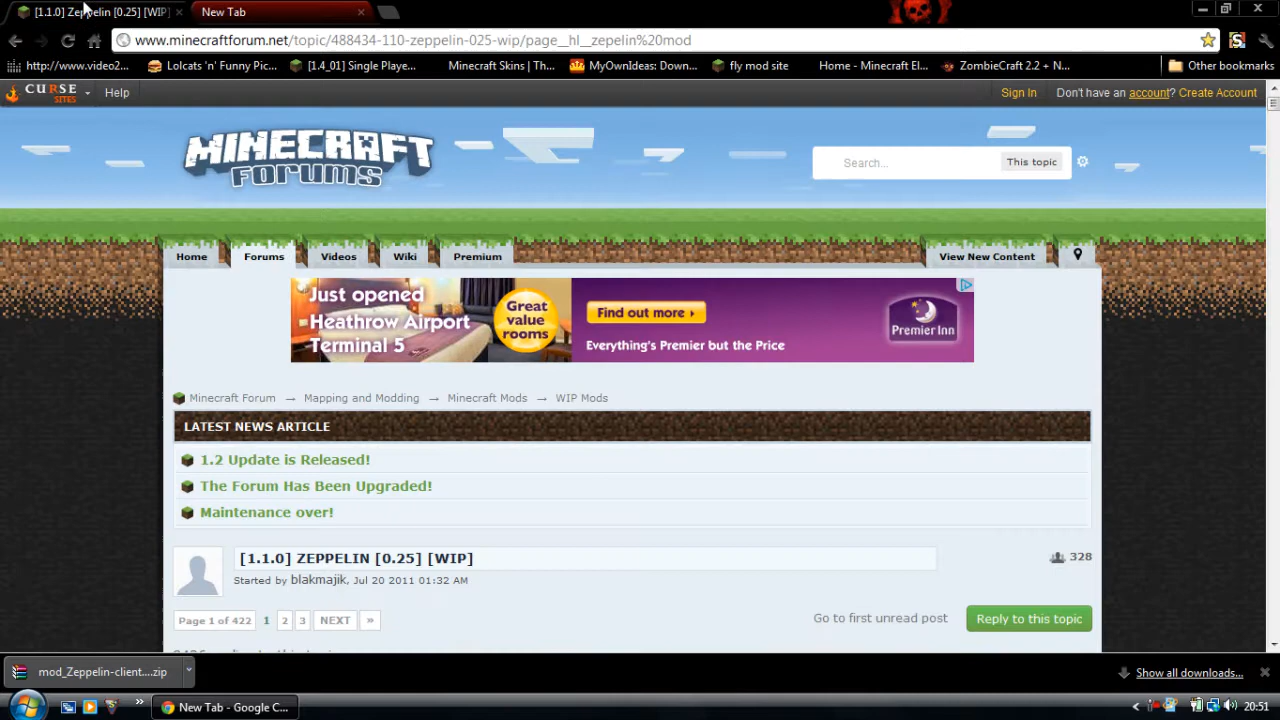 [1.1.0] Zeppelin [0.25] [WIP]
New Tab
www.minecraftforum.net/topic/488434-110-zeppelin-025-wip/page__hl__zepelin%20mod
http://www.video2...
Lolcats 'n' Funny Pic...
[1.4_01] Single Playe...
Minecraft Skins | Th...
MyOwnIdeas: Down...
fly mod site
Home - Minecraft El...
ZombieCraft 2.2 + N...
Other bookmarks
CURSE SITES
Help
Sign In
Don't have an account? Create Account
MINECRAFT
FORUMS
Search...
This topic
Home
Forums
Videos
Wiki
Premium
View New Content
Just opened
Heathrow Airport
Terminal 5
Great
value
rooms
Find out more
Everything's Premier but the Price
Premier Inn
Minecraft Forum → Mapping and Modding → Minecraft Mods → WIP Mods
LATEST NEWS ARTICLE
1.2 Update is Released!
The Forum Has Been Upgraded!
Maintenance over!
[1.1.0] ZEPPELIN [0.25] [WIP]
328
Started by blakmajik, Jul 20 2011 01:32 AM
Page 1 of 422 1 2 3 NEXT »
Go to first unread post
Reply to this topic
mod_Zeppelin-client....zip
Show all downloads...
New Tab - Google C...
20:51